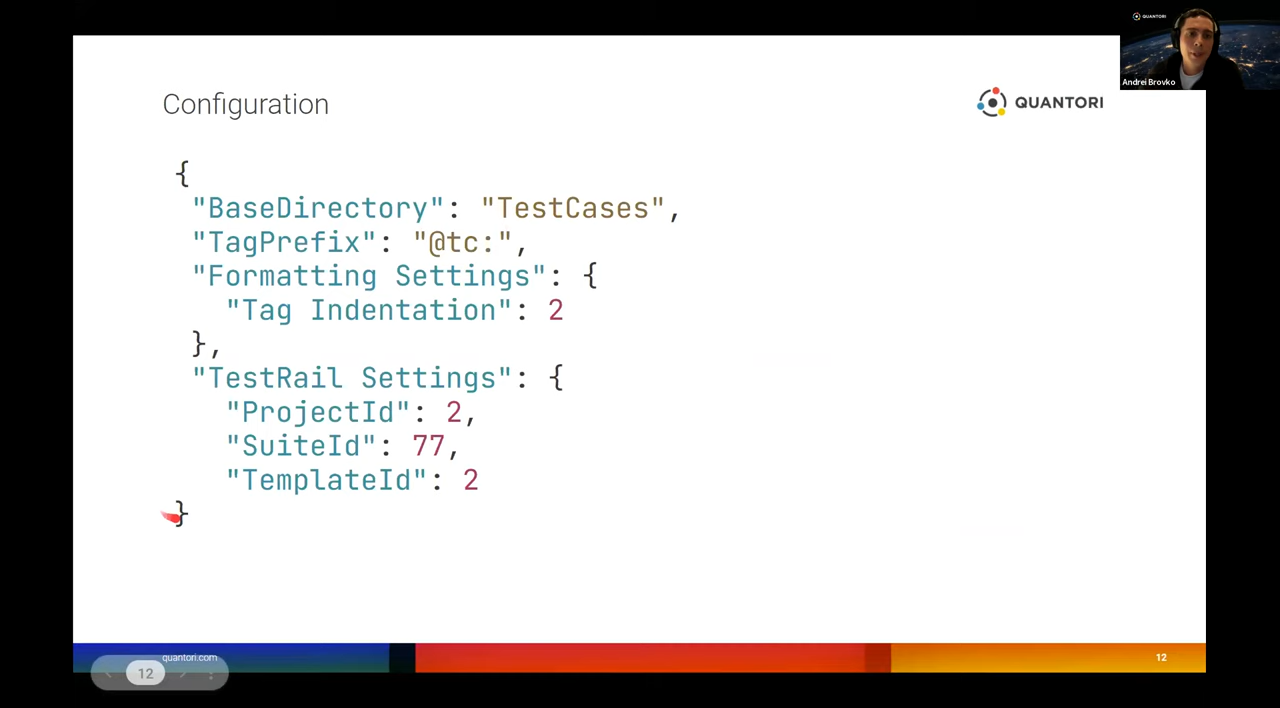 QUANTORI
Andrei Brovko
Configuration
QUANTORI
{
"BaseDirectory": "TestCases",
"TagPrefix": "@tc:",
"Formatting Settings": {
"Tag Indentation": 2
},
"TestRail Settings": {
"ProjectId": 2,
"SuiteId": 77,
"TemplateId": 2
}
quantori.com
12
12